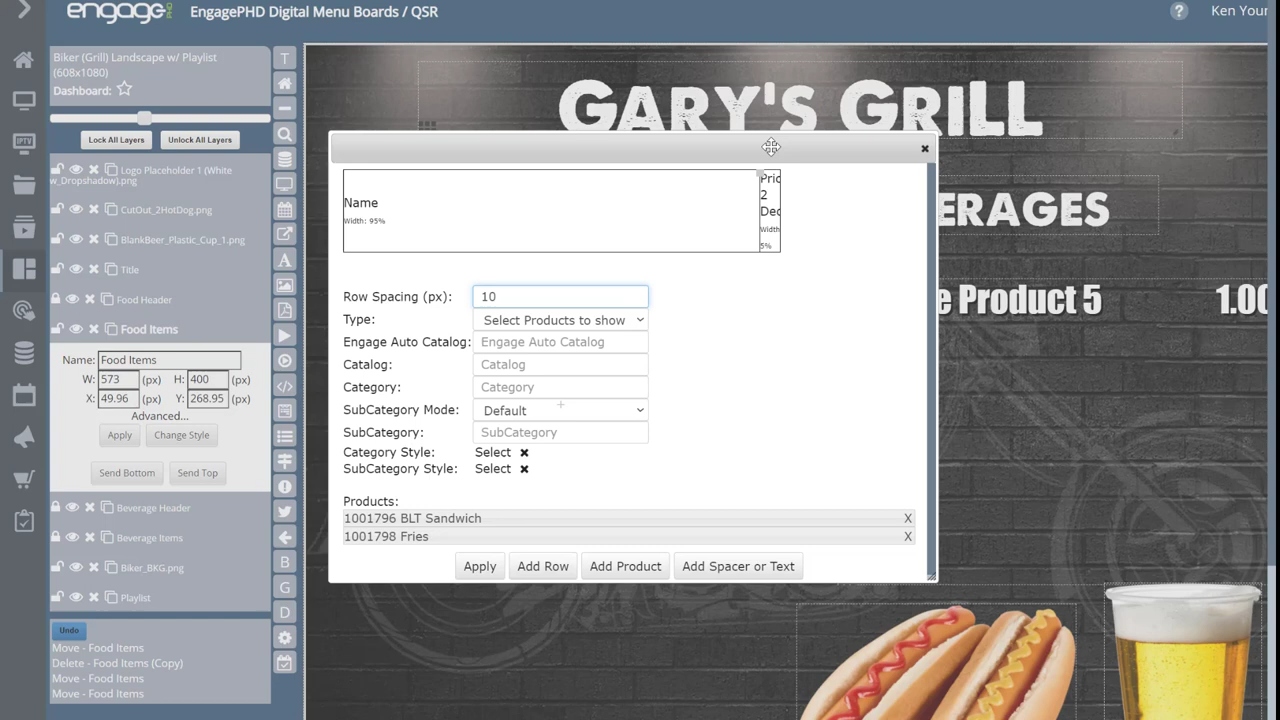 engage PHD
EngagePHD Digital Menu Boards / QSR
?
Ken Your
Biker (Grill) Landscape w/ Playlist
(608x1080)
Dashboard:
Lock All Layers
Unlock All Layers
Logo Placeholder 1 (White
w_Dropshadow).png
CutOut_2HotDog.png
BlankBeer_Plastic_Cup_1.png
Title
Food Header
Food Items
Name: Food Items
W: 573 (px) H: 400 (px)
X: 49.96 (px) Y: 268.95 (px)
Advanced...
Apply
Change Style
Send Bottom
Send Top
Beverage Header
Beverage Items
Biker_BKG.png
Playlist
Undo
Move - Food Items
Delete - Food Items (Copy)
Move - Food Items
Move - Food Items
IPTV
T
A
B
G
D
Gary's Grill
ERAGES
e Product 5
1.00
Name
Width: 95%
Pric
2
Dec
Width
5%
Row Spacing (px): 10
Type: Select Products to show
Engage Auto Catalog: Engage Auto Catalog
Catalog: Catalog
Category: Category
SubCategory Mode: Default
SubCategory: SubCategory
Category Style: Select
SubCategory Style: Select
Products:
1001796 BLT Sandwich X
1001798 Fries X
Apply
Add Row
Add Product
Add Spacer or Text